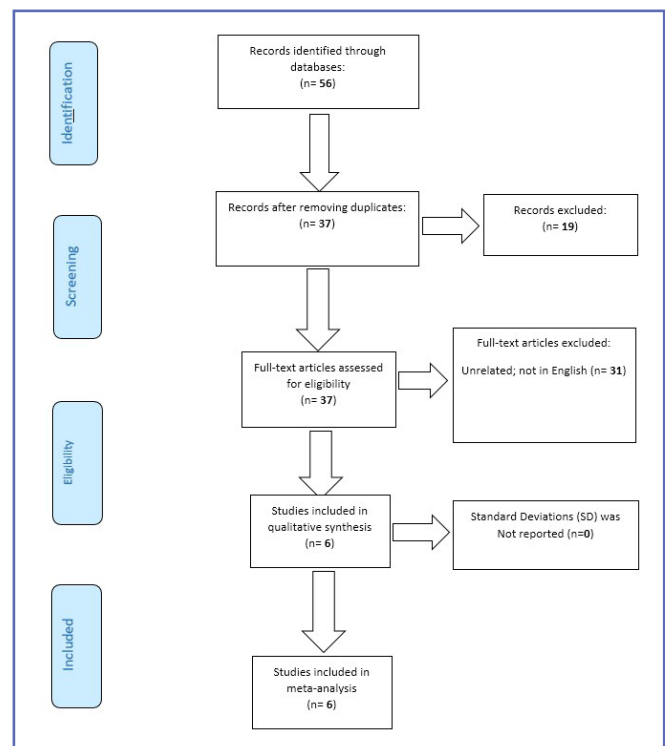 Identification
Records identified through
databases:
(n= 56)
Records after removing duplicates:
(n= 37)
Records excluded:
(n= 19)
Screening
Full-text articles assessed
for eligibility
(n= 37)
Full-text articles excluded:
Unrelated; not in English (n= 31)
Eligibility
Studies included in
qualitative synthesis
(n= 6)
Standard Deviations (SD) was
Not reported (n=0)
Included
Studies included in
meta-analysis
(n= 6)